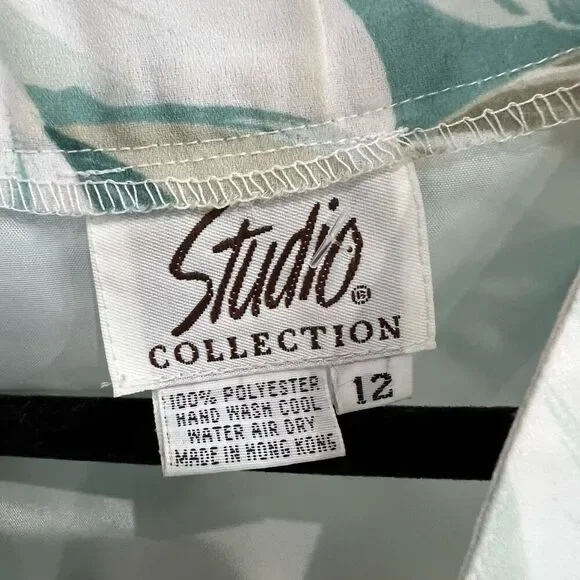 Studio®
COLLECTION
12
100% POLYESTER
HAND WASH COOL
WATER AIR DRY
MADE IN HONG KONG